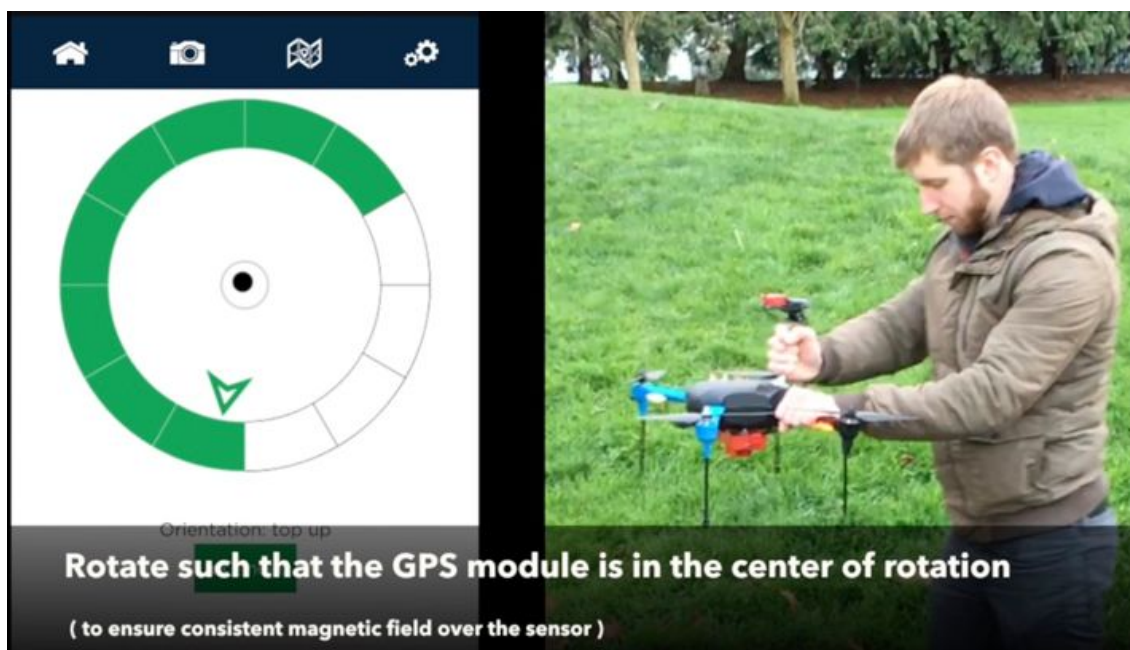 Orientation: top up
Rotate such that the GPS module is in the center of rotation
( to ensure consistent magnetic field over the sensor )